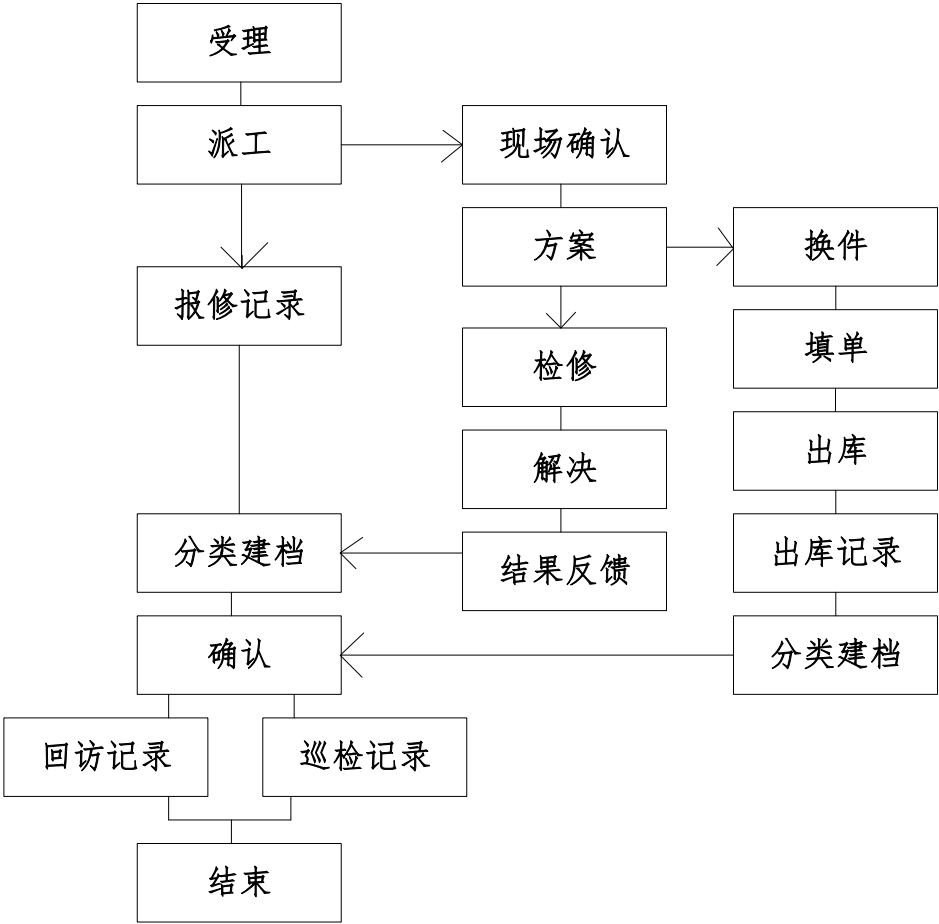 受理
派工
现场确认
方案
换件
报修记录
检修
填单
解决
出库
分类建档
结果反馈
出库记录
确认
分类建档
回访记录
巡检记录
结束